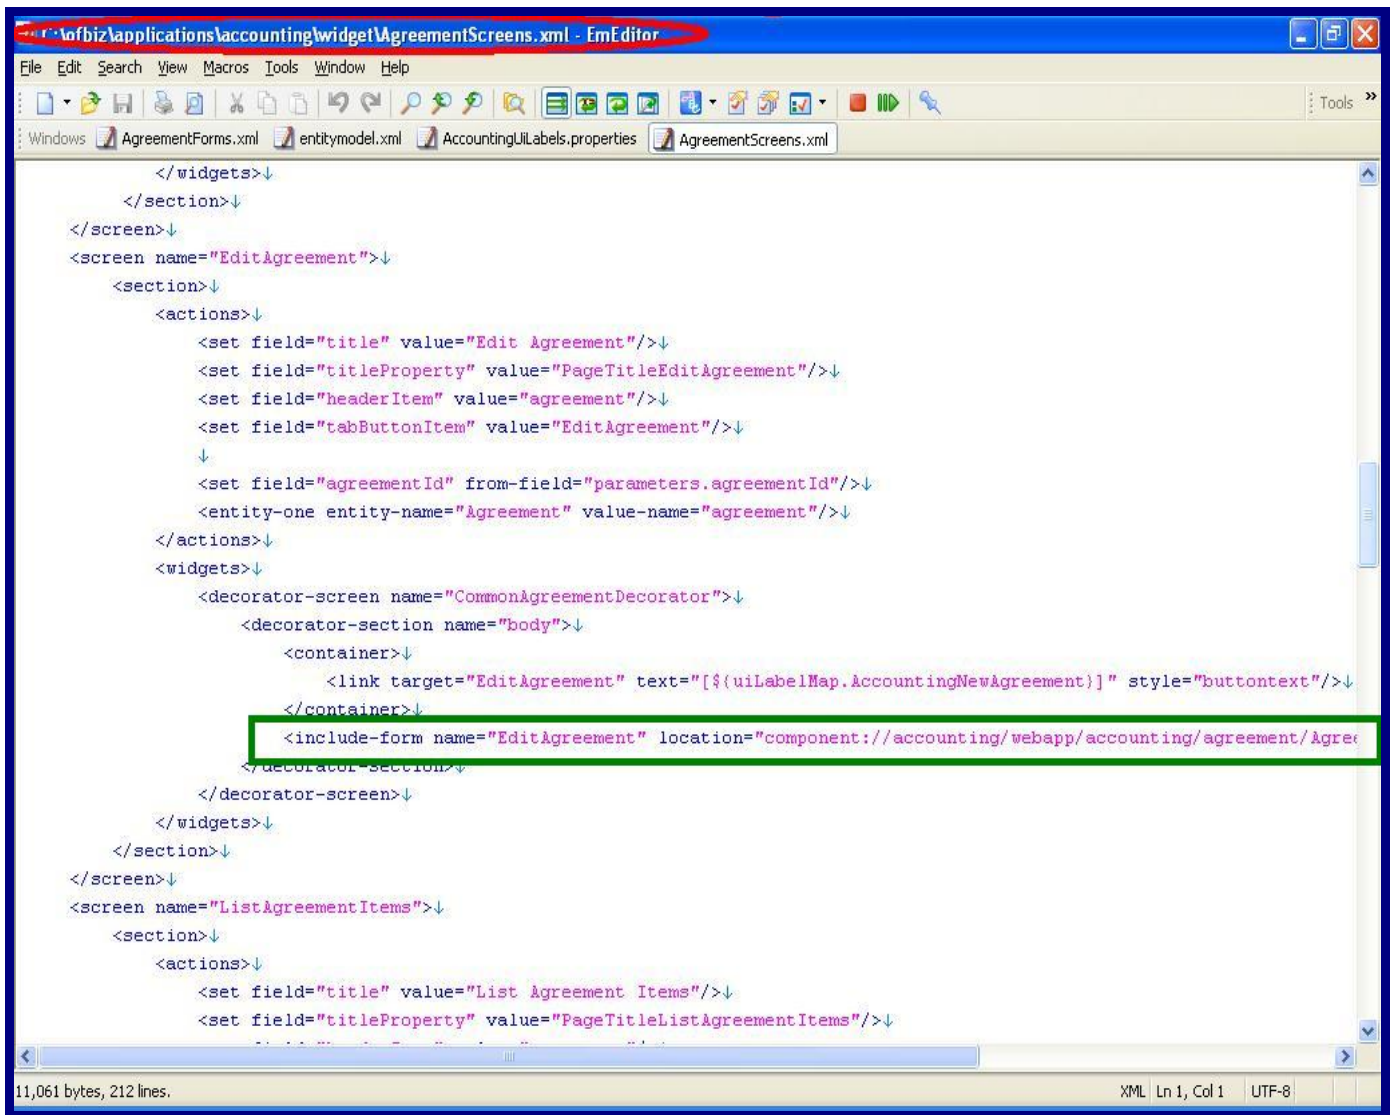 C:\ofbiz\applications\accounting\widget\AgreementScreens.xml - EmEditor
File Edit Search View Macros Tools Window Help
Tools »
Windows AgreementForms.xml entitymodel.xml AccountingUiLabels.properties AgreementScreens.xml
</widgets>↓
</section>↓
</screen>↓
<screen name="EditAgreement">↓
<section>↓
<actions>↓
<set field="title" value="Edit Agreement"/>↓
<set field="titleProperty" value="PageTitleEditAgreement"/>↓
<set field="headerItem" value="agreement"/>↓
<set field="tabButtonItem" value="EditAgreement"/>↓
↓
<set field="agreementId" from-field="parameters.agreementId"/>↓
<entity-one entity-name="Agreement" value-name="agreement"/>↓
</actions>↓
<widgets>↓
<decorator-screen name="CommonAgreementDecorator">↓
<decorator-section name="body">↓
<container>↓
<link target="EditAgreement" text="[${uiLabelMap.AccountingNewAgreement}]" style="buttontext"/>↓
</container>↓
<include-form name="EditAgreement" location="component://accounting/webapp/accounting/agreement/Agree
</decorator-section>↓
</decorator-screen>↓
</widgets>↓
</section>↓
</screen>↓
<screen name="ListAgreementItems">↓
<section>↓
<actions>↓
<set field="title" value="List Agreement Items"/>↓
<set field="titleProperty" value="PageTitleListAgreementItems"/>↓
11,061 bytes, 212 lines. XML Ln 1, Col 1 UTF-8